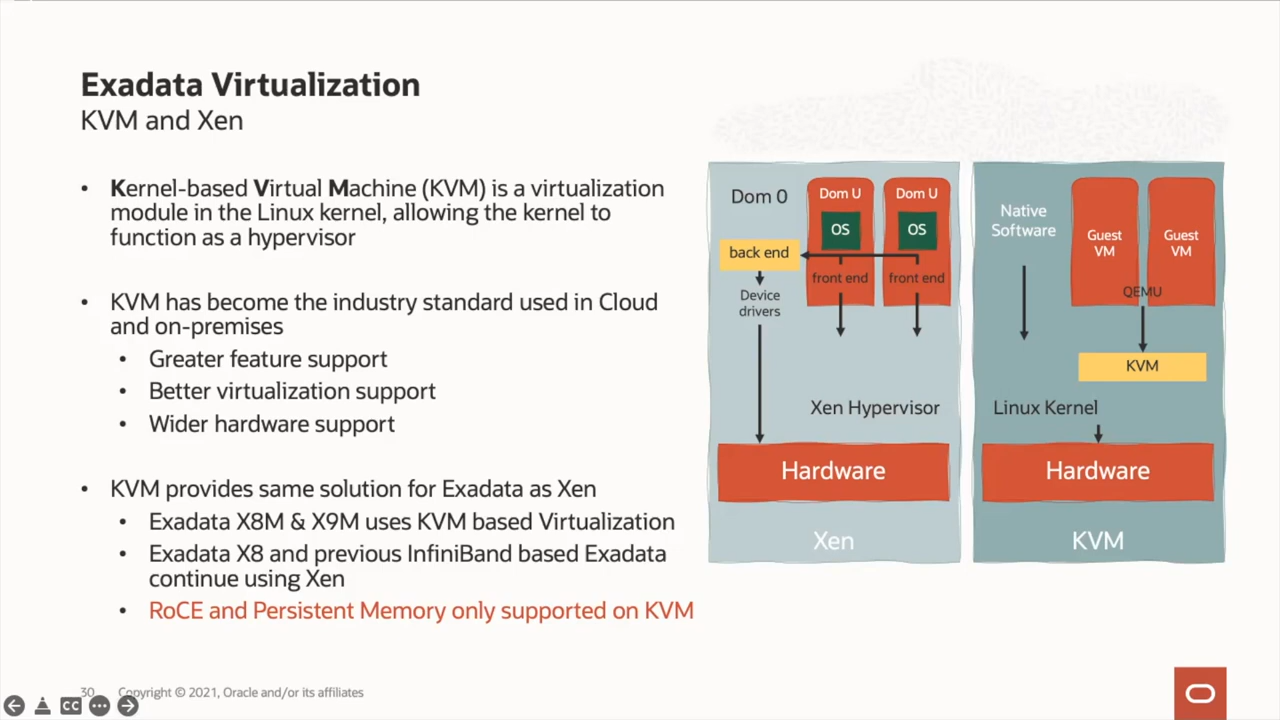 Exadata Virtualization
KVM and Xen
• Kernel-based Virtual Machine (KVM) is a virtualization
module in the Linux kernel, allowing the kernel to
function as a hypervisor
• KVM has become the industry standard used in Cloud
and on-premises
• Greater feature support
• Better virtualization support
• Wider hardware support
• KVM provides same solution for Exadata as Xen
• Exadata X8M & X9M uses KVM based Virtualization
• Exadata X8 and previous InfiniBand based Exadata
continue using Xen
• RoCE and Persistent Memory only supported on KVM
Dom 0
Dom U
Dom U
OS
OS
back end
front end
front end
Device
drivers
Xen Hypervisor
Hardware
Xen
Native
Software
Guest
VM
Guest
VM
QEMU
KVM
Linux Kernel
Hardware
KVM
30 Copyright © 2021, Oracle and/or its affiliates
CC